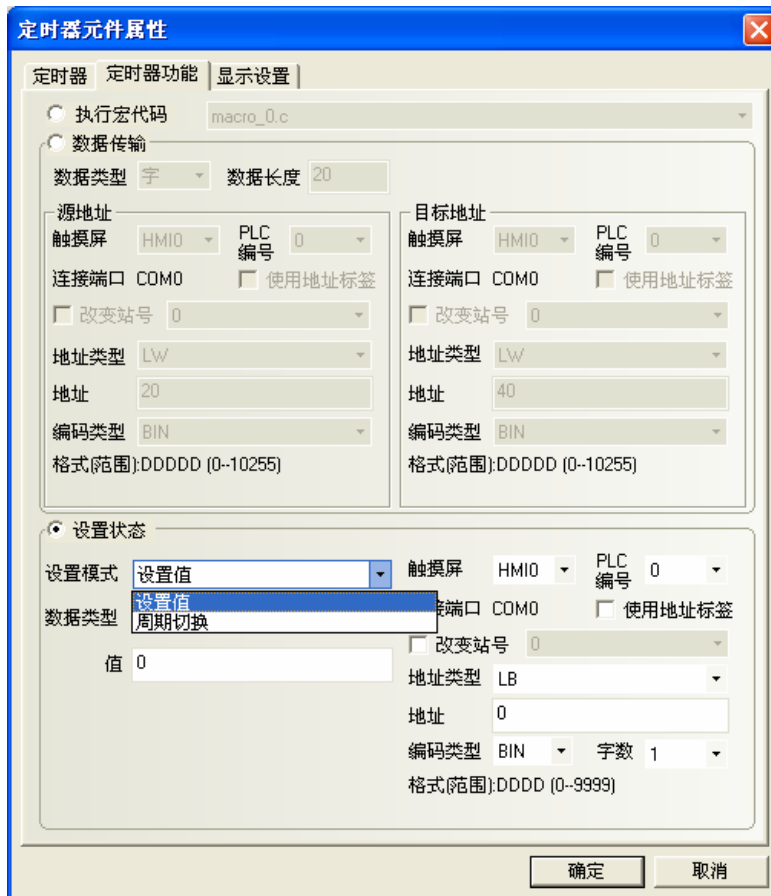 定时器元件属性
定时器 定时器功能 显示设置
执行宏代码 macro_0.c
数据传输
数据类型 字 数据长度 20
源地址
触摸屏 HMI0 PLC编号 0
连接端口 COM0 使用地址标签
改变站号 0
地址类型 LW
地址 20
编码类型 BIN
格式(范围):DDDDD (0--10255)
目标地址
触摸屏 HMI0 PLC编号 0
连接端口 COM0 使用地址标签
改变站号 0
地址类型 LW
地址 40
编码类型 BIN
格式(范围):DDDDD (0--10255)
设置状态
设置模式 设置值
设置值
周期切换
数据类型
值 0
触摸屏 HMI0 PLC编号 0
端口 COM0 使用地址标签
改变站号 0
地址类型 LB
地址 0
编码类型 BIN 字数 1
格式(范围):DDDD (0--9999)
确定 取消